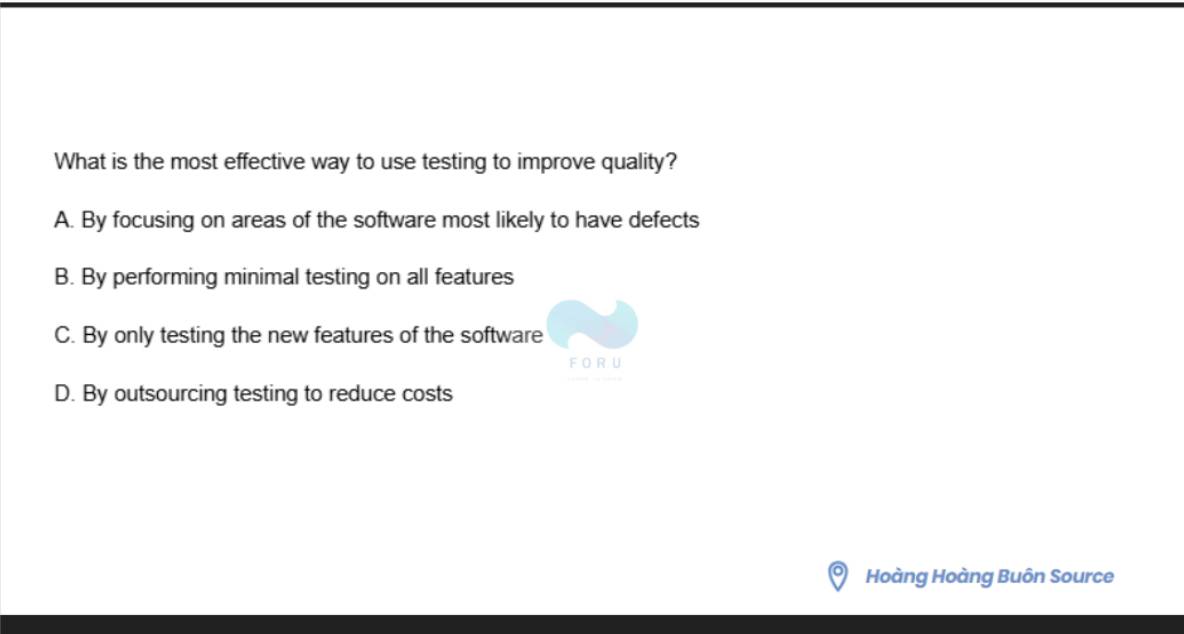 What is the most effective way to use testing to improve quality?
A. By focusing on areas of the software most likely to have defects
B. By performing minimal testing on all features
C. By only testing the new features of the software
FORU
D. By outsourcing testing to reduce costs
Hoàng Hoàng Buôn Source